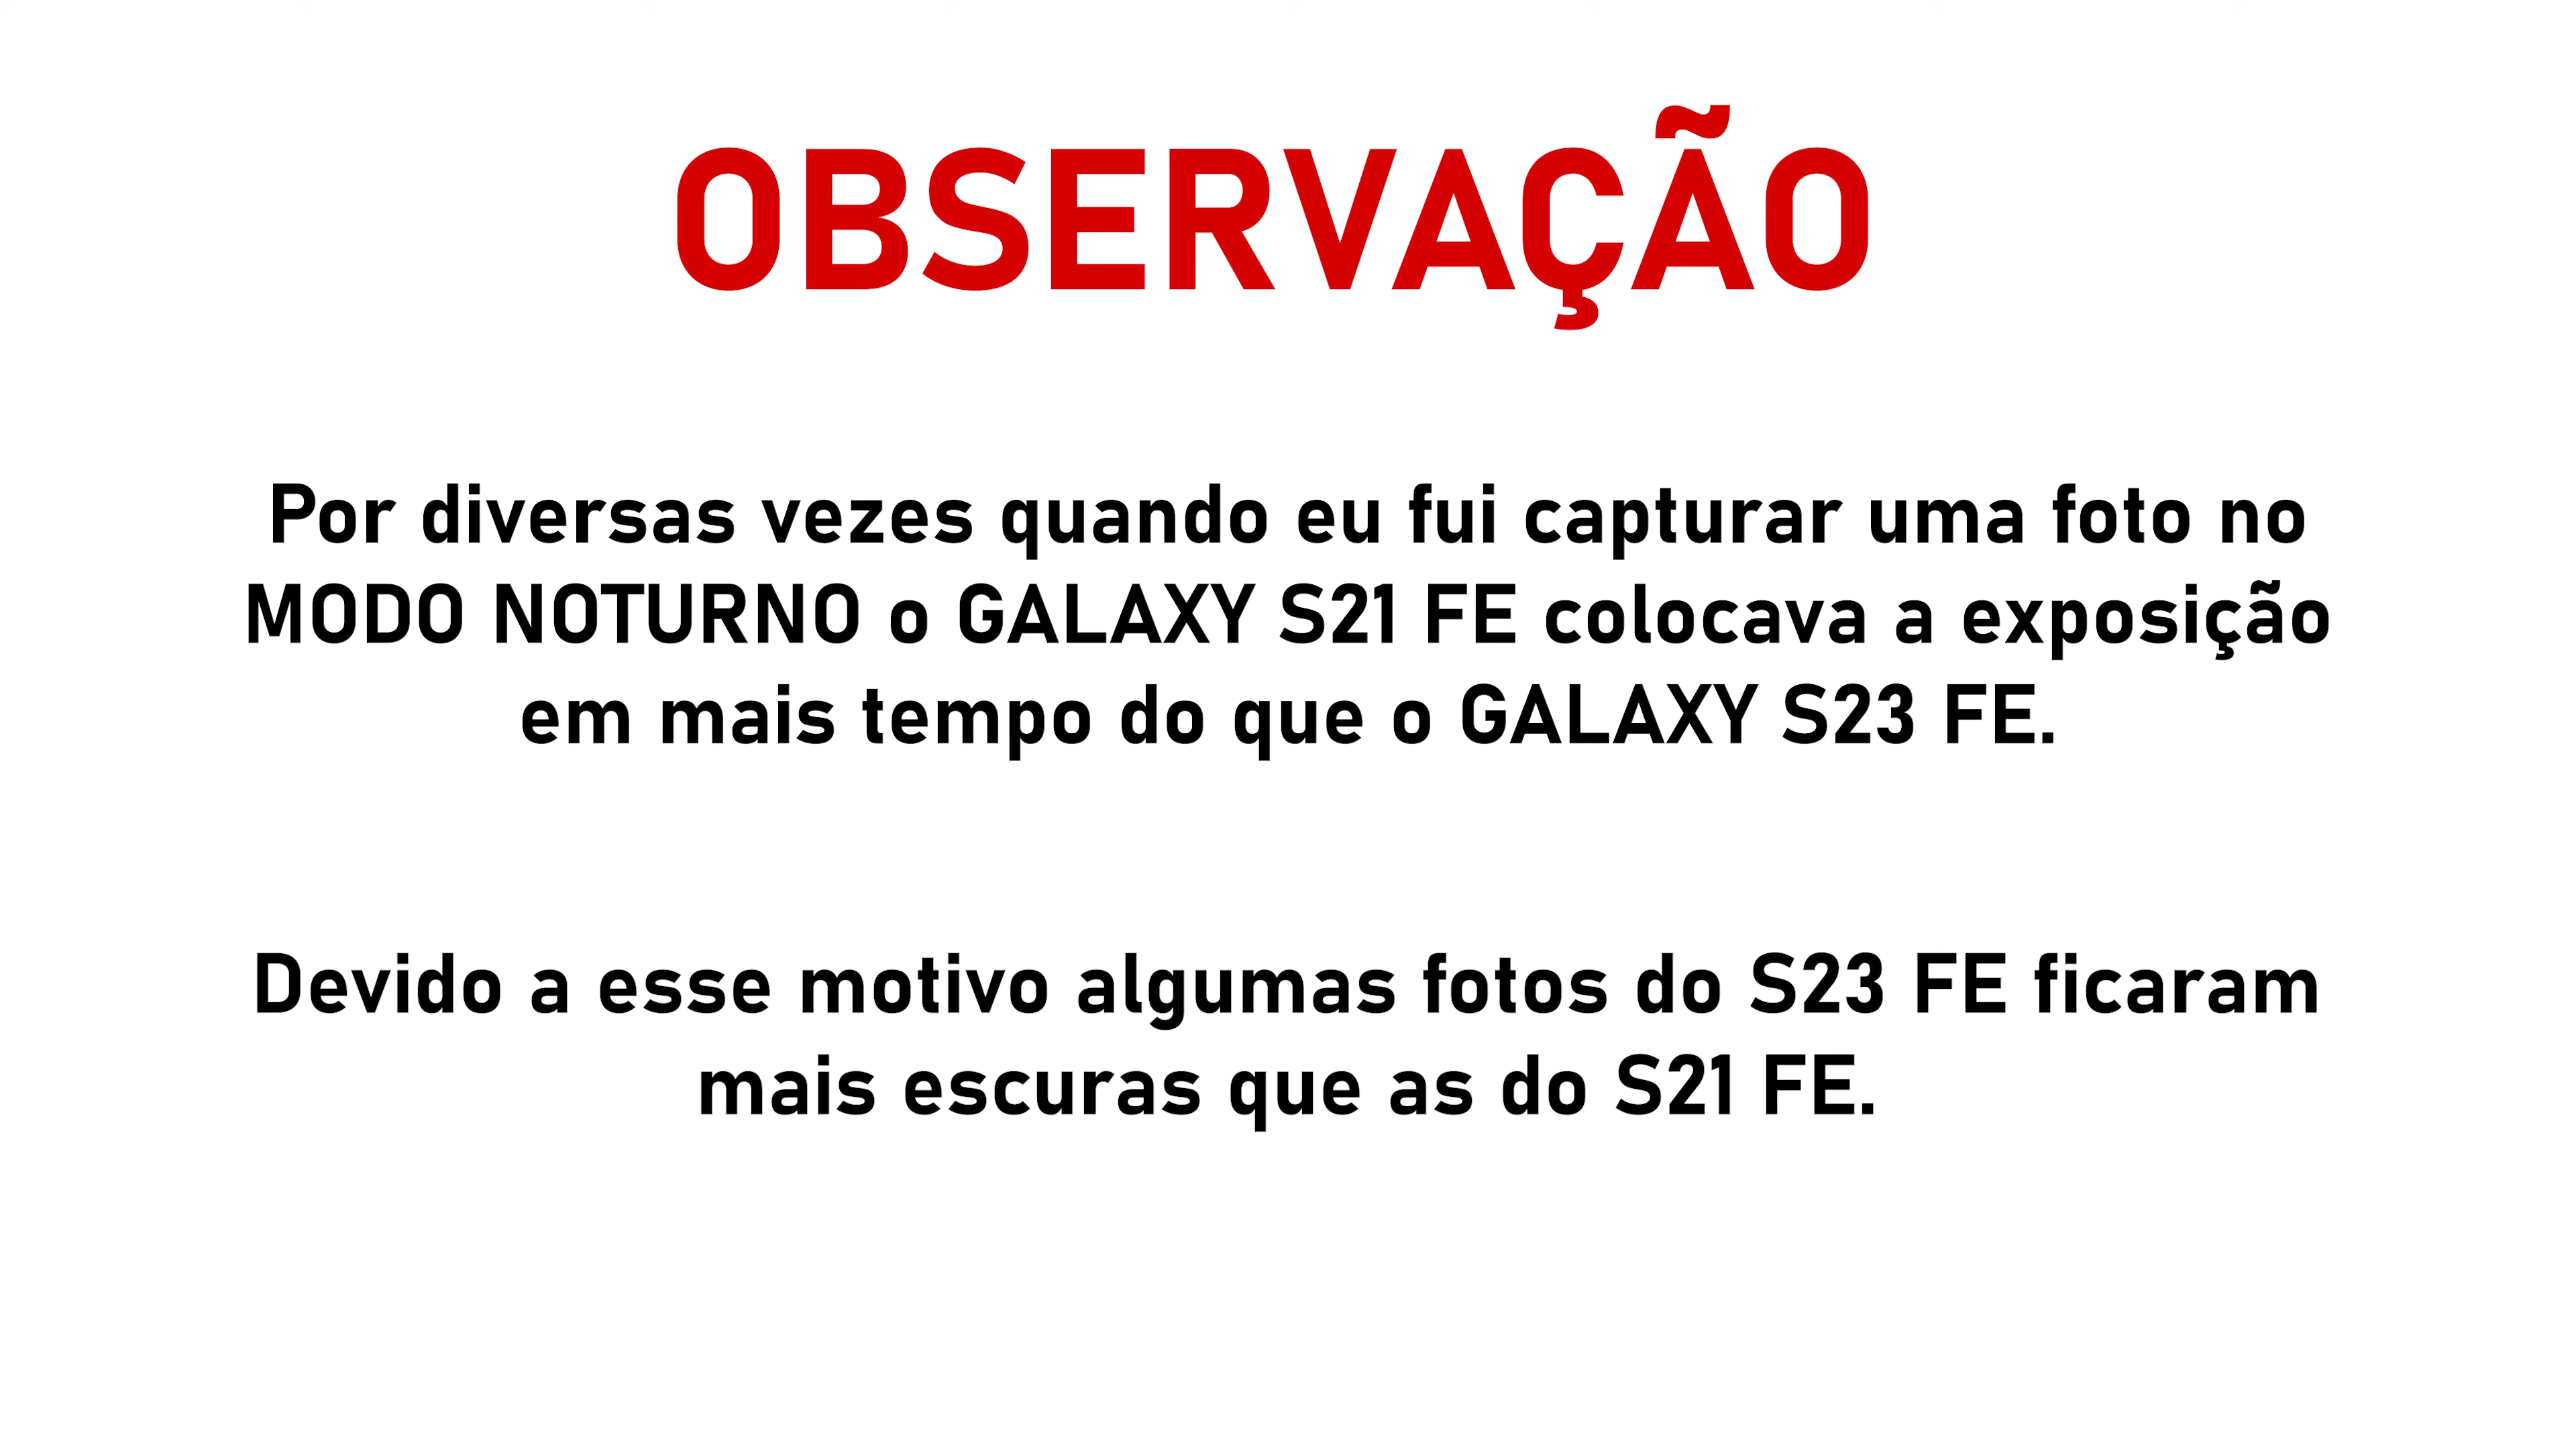 OBSERVAÇÃO
Por diversas vezes quando eu fui capturar uma foto no
MODO NOTURNO o GALAXY S21 FE colocava a exposição
em mais tempo do que o GALAXY S23 FE.
Devido a esse motivo algumas fotos do S23 FE ficaram
mais escuras que as do S21 FE.